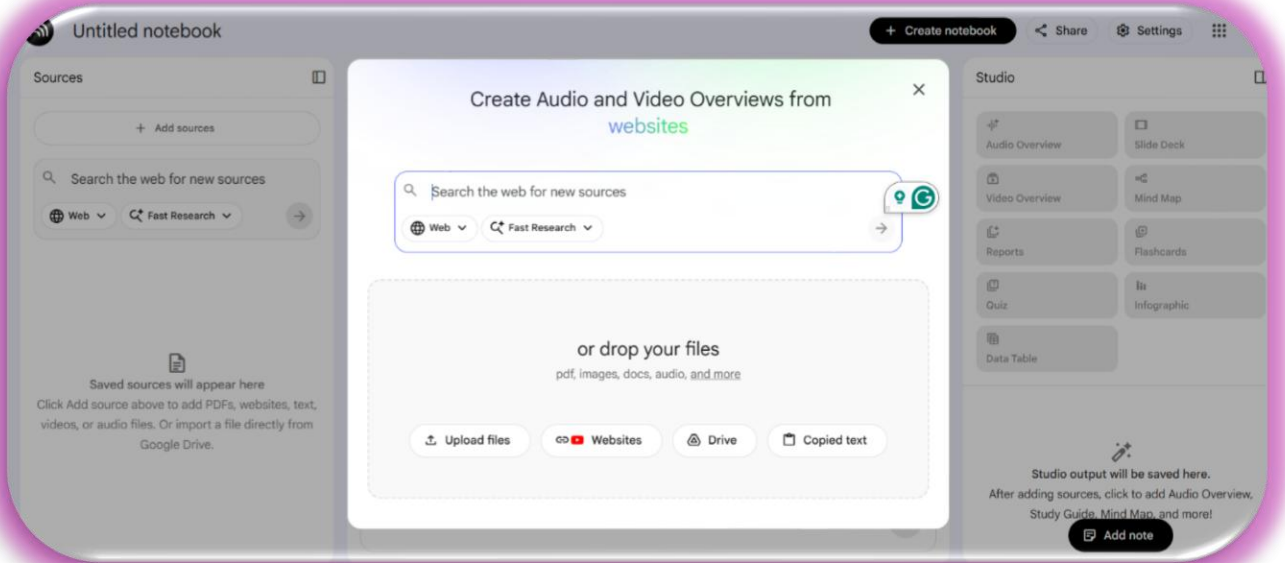 Untitled notebook
+ Create notebook
Share
Settings
Sources
+ Add sources
Search the web for new sources
Web
Fast Research
Saved sources will appear here
Click Add source above to add PDFs, websites, text,
videos, or audio files. Or import a file directly from
Google Drive.
Create Audio and Video Overviews from
websites
Search the web for new sources
Web
Fast Research
or drop your files
pdf, images, docs, audio, and more
Upload files
Websites
Drive
Copied text
Studio
Audio Overview
Slide Deck
Video Overview
Mind Map
Reports
Flashcards
Quiz
Infographic
Data Table
Studio output will be saved here.
After adding sources, click to add Audio Overview,
Study Guide, Mind Map, and more!
Add note